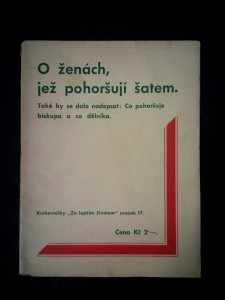 O ženách,
jež pohoršují šatem.
Také by se dalo nadepsat: Co pohoršuje
biskupa a co dělníka.
Knihovničky „Za lepším životem" svazek 17.
Cena Kč 2·—.